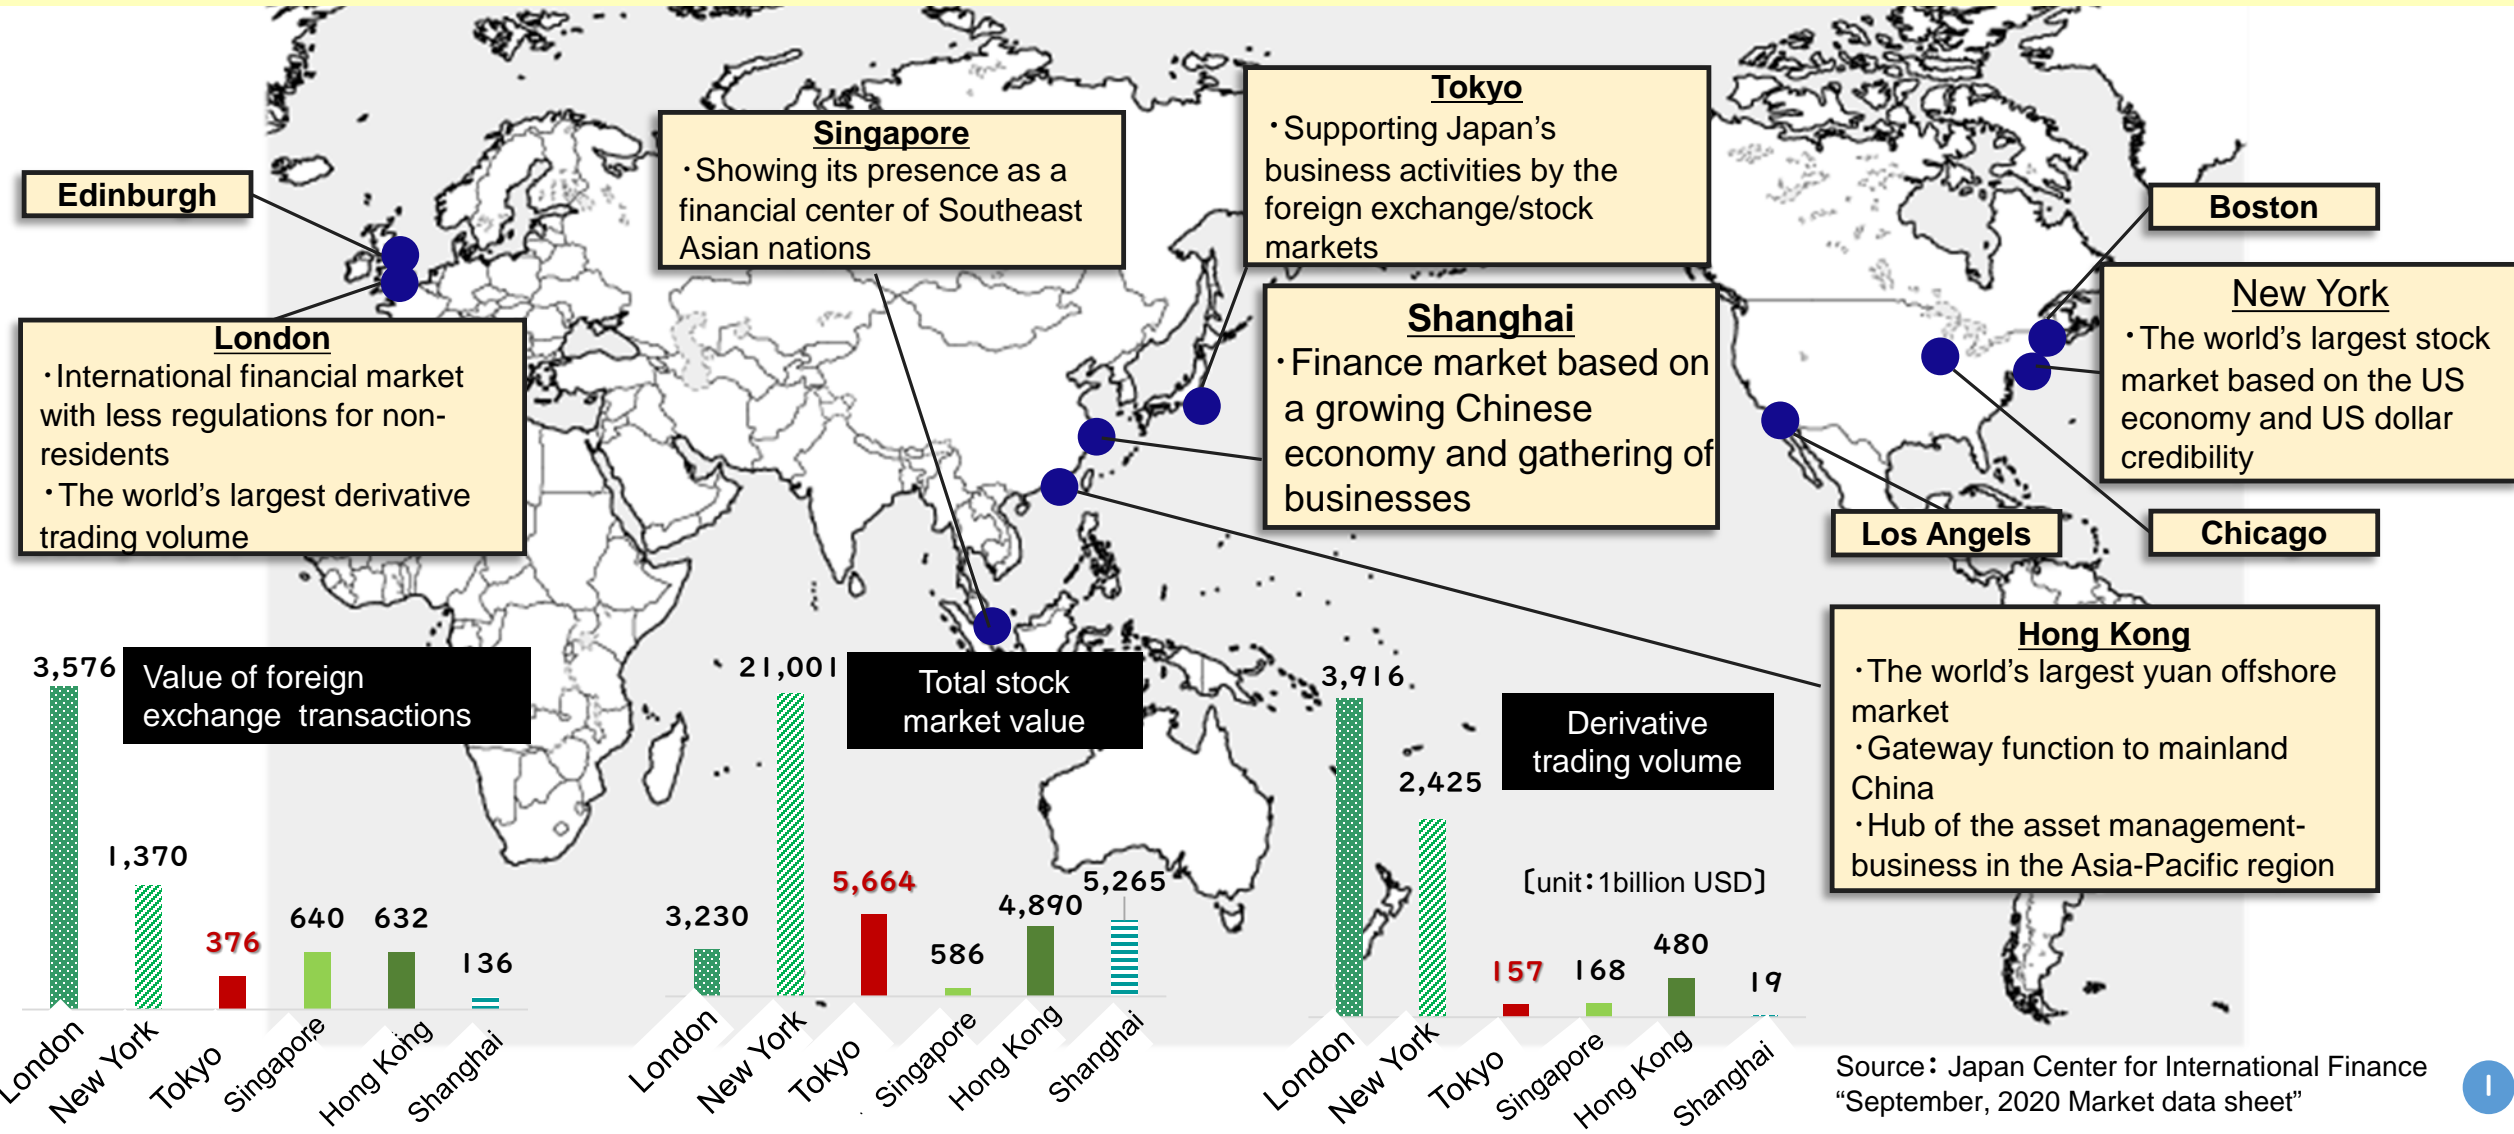 Edinburgh
London
・International financial market
with less regulations for non-
residents
・The world’s largest derivative
trading volume
Singapore
・Showing its presence as a
financial center of Southeast
Asian nations
Tokyo
・Supporting Japan’s
business activities by the
foreign exchange/stock
markets
Shanghai
・Finance market based on
a growing Chinese
economy and gathering of
businesses
Boston
New York
・The world’s largest stock
market based on the US
economy and US dollar
credibility
Los Angels
Chicago
Hong Kong
・The world’s largest yuan offshore
market
・Gateway function to mainland
China
・Hub of the asset management-
business in the Asia-Pacific region
Value of foreign
exchange transactions
3,576
1,370
376
640
632
136
London
New York
Tokyo
Singapore
Hong Kong
Shanghai
Total stock
market value
3,230
21,001
5,664
586
4,890
5,265
London
New York
Tokyo
Singapore
Hong Kong
Shanghai
Derivative
trading volume
〔unit：1billion USD〕
3,916
2,425
157
168
480
19
London
New York
Tokyo
Singapore
Hong Kong
Shanghai
Source： Japan Center for International Finance
“September, 2020 Market data sheet”
1